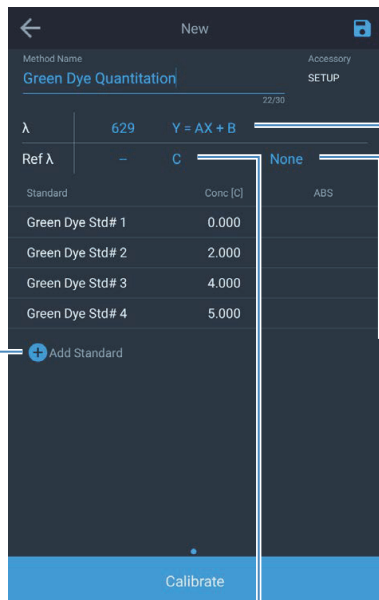 New
Method Name
Accessory
Green Dye Quantitation
SETUP
22/30
λ 629 Y = AX + B
Ref λ – C None
Standard Conc [C] ABS
Green Dye Std# 1 0.000
Green Dye Std# 2 2.000
Green Dye Std# 3 4.000
Green Dye Std# 4 5.000
Add Standard
Calibrate